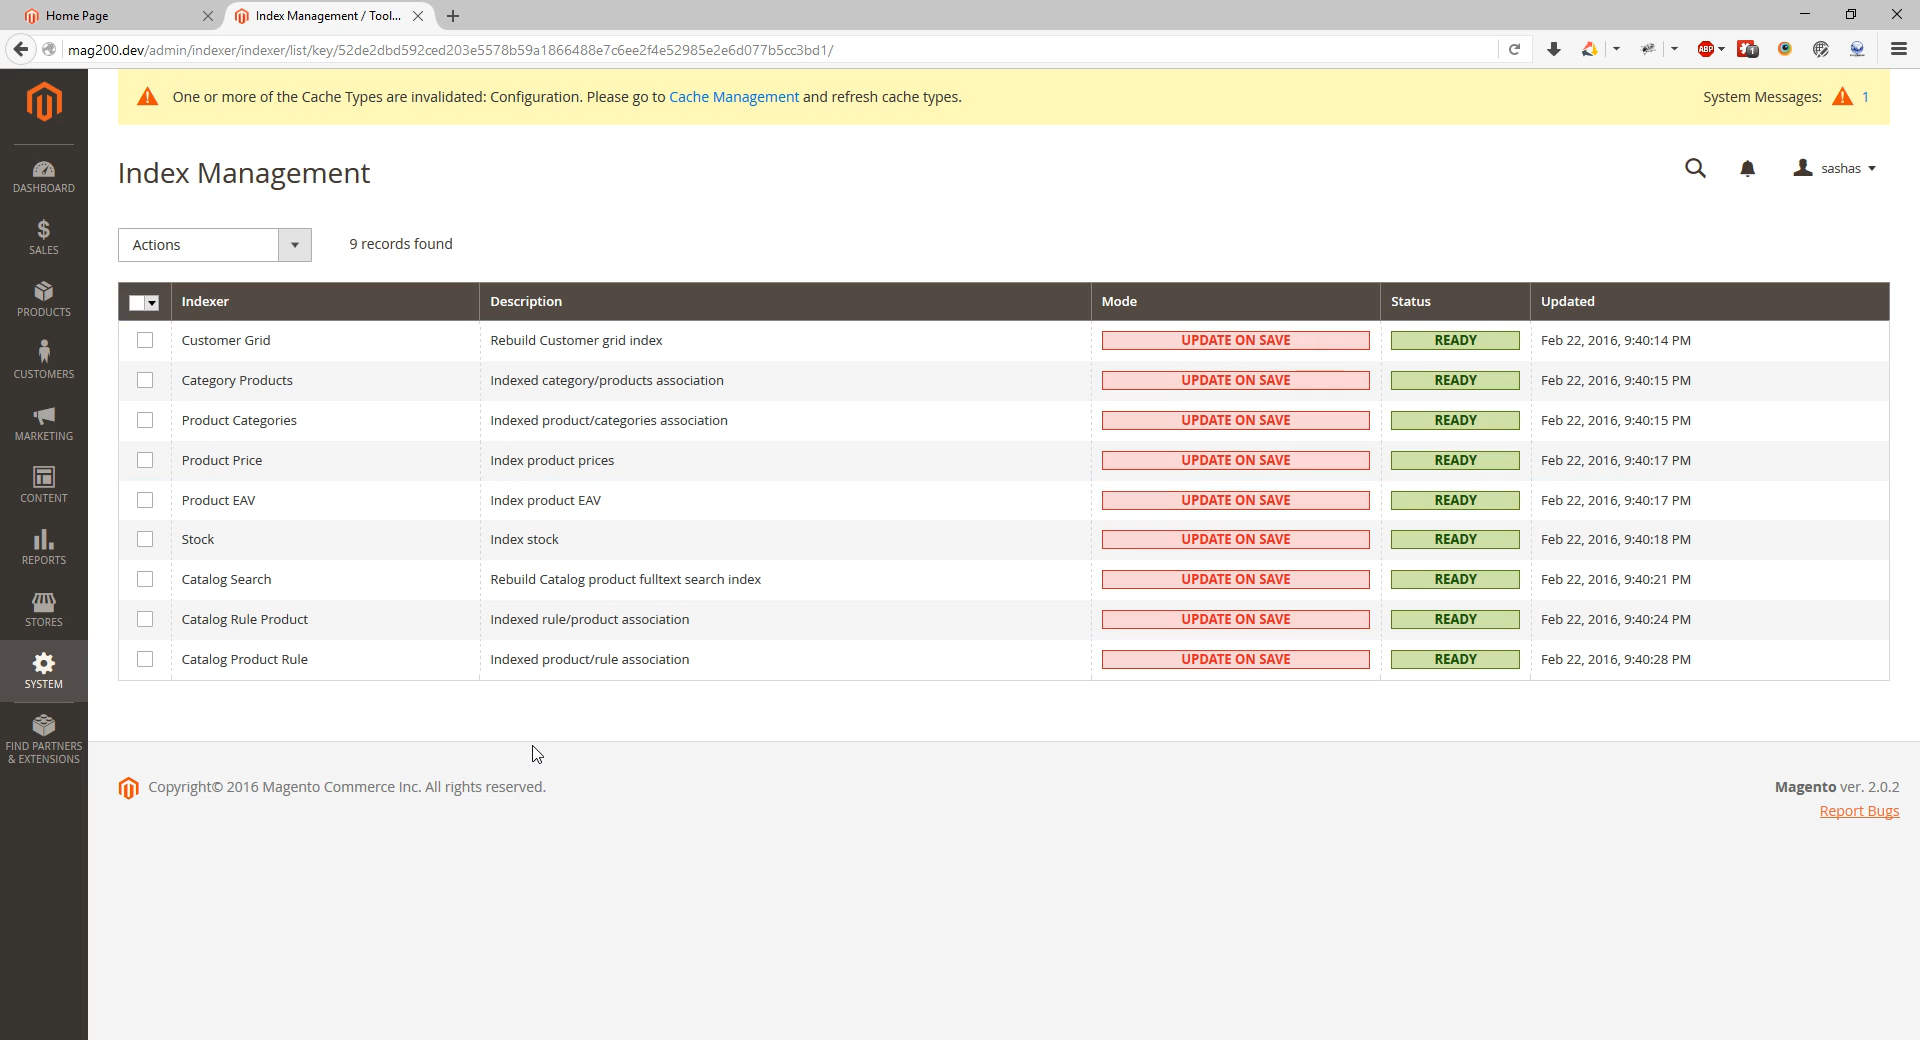 Home Page
Index Management / Tool...
mag200.dev/admin/indexer/indexer/list/key/52de2dbd592ced203e5578b59a1866488e7c6ee2f4e52985e2e6d077b5cc3bd1/
ABP
1
One or more of the Cache Types are invalidated: Configuration. Please go to Cache Management and refresh cache types.
System Messages: 1
DASHBOARD
SALES
PRODUCTS
CUSTOMERS
MARKETING
CONTENT
REPORTS
STORES
SYSTEM
FIND PARTNERS
& EXTENSIONS
Index Management
sashas
Actions
9 records found
Indexer Description Mode Status Updated
Customer Grid Rebuild Customer grid index UPDATE ON SAVE READY Feb 22, 2016, 9:40:14 PM
Category Products Indexed category/products association UPDATE ON SAVE READY Feb 22, 2016, 9:40:15 PM
Product Categories Indexed product/categories association UPDATE ON SAVE READY Feb 22, 2016, 9:40:15 PM
Product Price Index product prices UPDATE ON SAVE READY Feb 22, 2016, 9:40:17 PM
Product EAV Index product EAV UPDATE ON SAVE READY Feb 22, 2016, 9:40:17 PM
Stock Index stock UPDATE ON SAVE READY Feb 22, 2016, 9:40:18 PM
Catalog Search Rebuild Catalog product fulltext search index UPDATE ON SAVE READY Feb 22, 2016, 9:40:21 PM
Catalog Rule Product Indexed rule/product association UPDATE ON SAVE READY Feb 22, 2016, 9:40:24 PM
Catalog Product Rule Indexed product/rule association UPDATE ON SAVE READY Feb 22, 2016, 9:40:28 PM
Copyright© 2016 Magento Commerce Inc. All rights reserved.
Magento ver. 2.0.2
Report Bugs